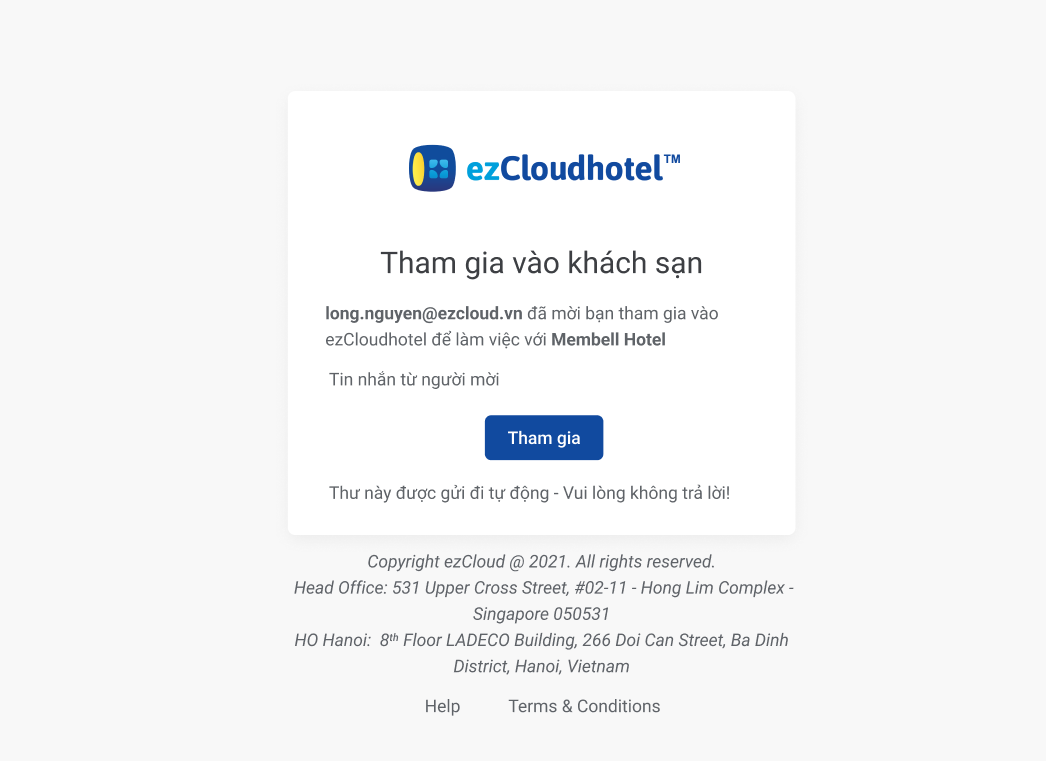 ezCloudhotel™
Tham gia vào khách sạn
long.nguyen@ezcloud.vn đã mời bạn tham gia vào
ezCloudhotel để làm việc với Membell Hotel
Tin nhắn từ người mời
Tham gia
Thư này được gửi đi tự động - Vui lòng không trả lời!
Copyright ezCloud @ 2021. All rights reserved.
Head Office: 531 Upper Cross Street, #02-11 - Hong Lim Complex -
Singapore 050531
HO Hanoi:  8ᵗʰ Floor LADECO Building, 266 Doi Can Street, Ba Dinh
District, Hanoi, Vietnam
Help Terms & Conditions